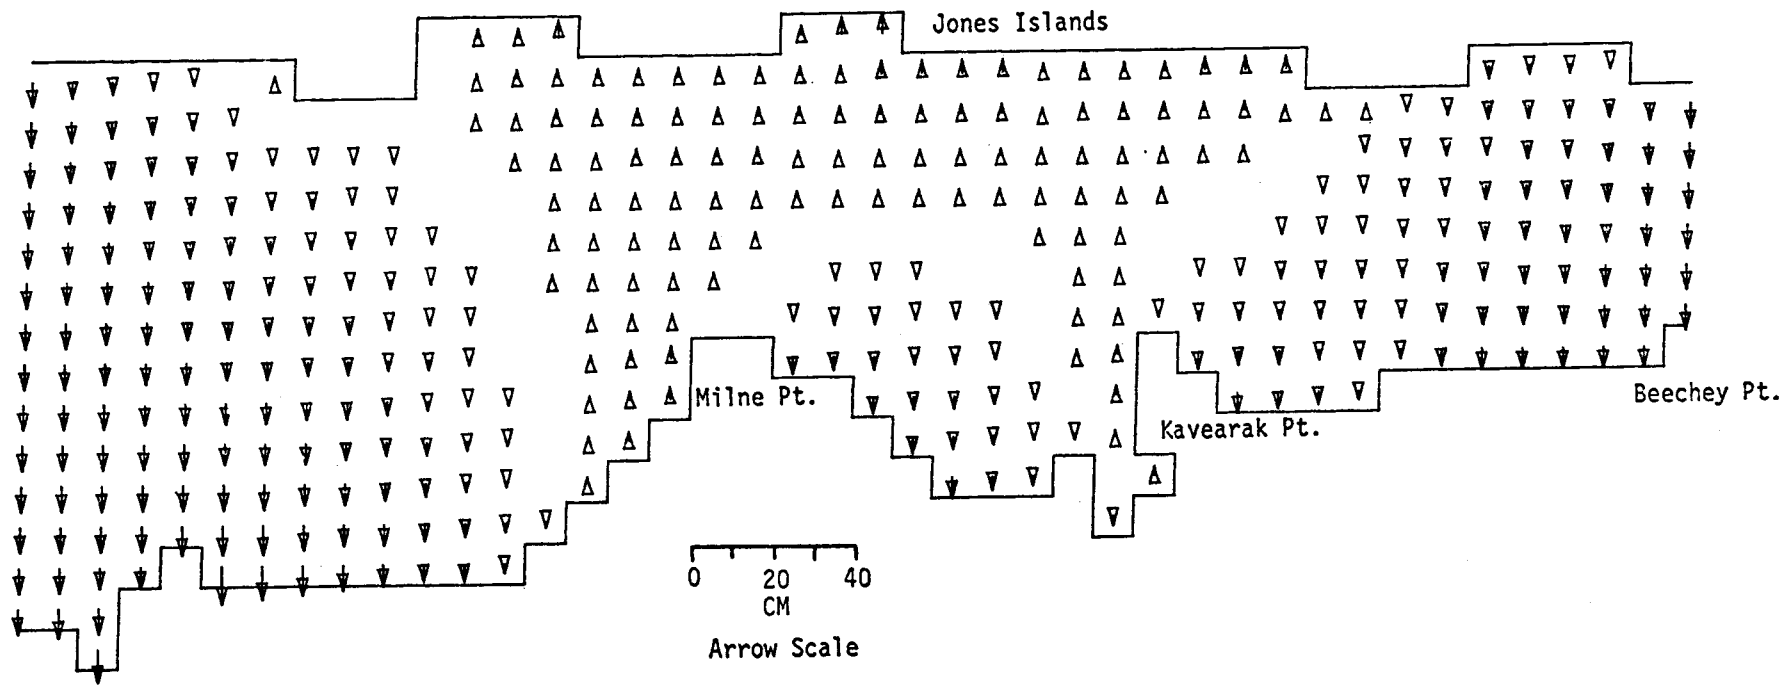 Jones Islands
Milne Pt.
Beechey Pt.
Kavearak Pt.
0 20 40
CM
Arrow Scale